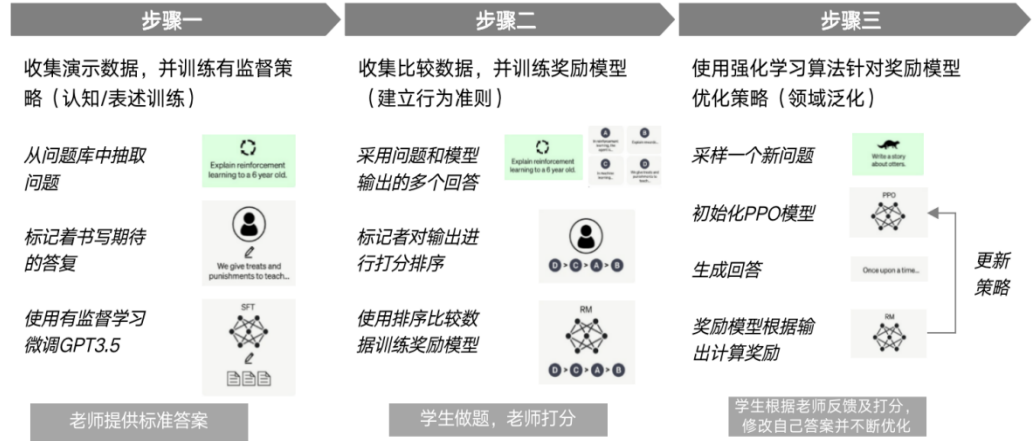 步骤一
步骤二
步骤三
收集演示数据，并训练有监督策
略（认知/表述训练）
从问题库中抽取
问题
Explain reinforcement
learning to a 6 year old.
标记着书写期待
的答复
We give treats and
punishments to teach...
使用有监督学习
微调GPT3.5
SFT
老师提供标准答案
收集比较数据，并训练奖励模型
（建立行为准则）
采用问题和模型
输出的多个回答
Explain reinforcement
learning to a 6 year old.
A
B
Explain rewards...
C
D
We give treats and
punishments to
teach...
标记者对输出进
行打分排序
D > C > A > B
使用排序比较数
据训练奖励模型
RM
D > C > A > B
学生做题，老师打分
使用强化学习算法针对奖励模型
优化策略（领域泛化）
采样一个新问题
Write a story
about otters.
初始化PPO模型
PPO
生成回答
Once upon a time...
更新
策略
奖励模型根据输
出计算奖励
RM
学生根据老师反馈及打分，
修改自己答案并不断优化